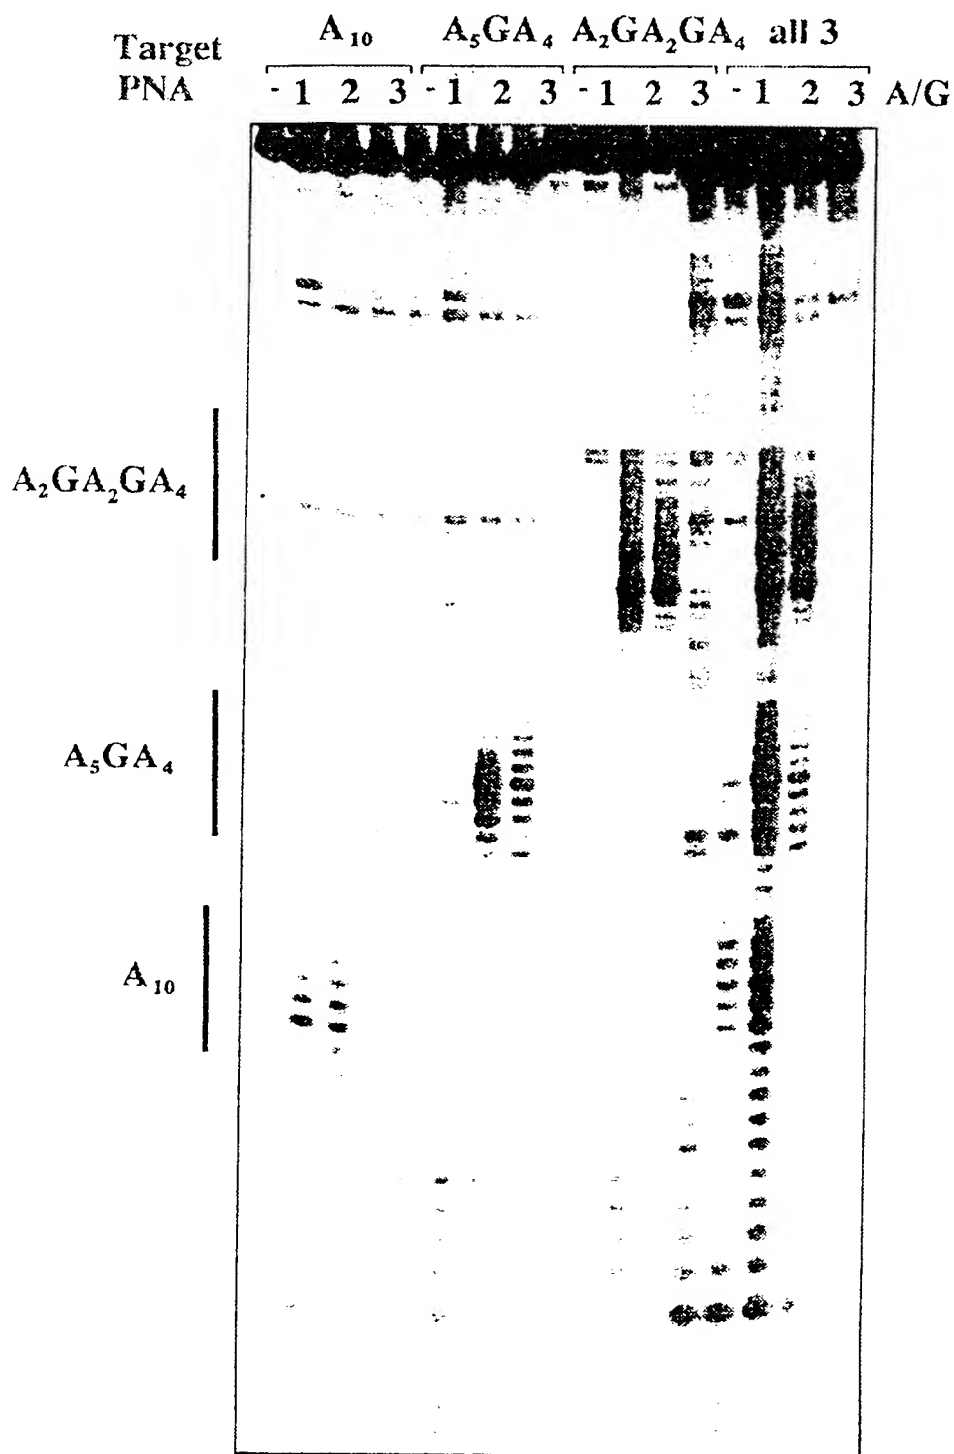 Target A₁₀ A₅GA₄ A₂GA₂GA₄ all 3
PNA - 1 2 3 - 1 2 3 - 1 2 3 - 1 2 3 A/G
A₂GA₂GA₄
A₅GA₄
A₁₀